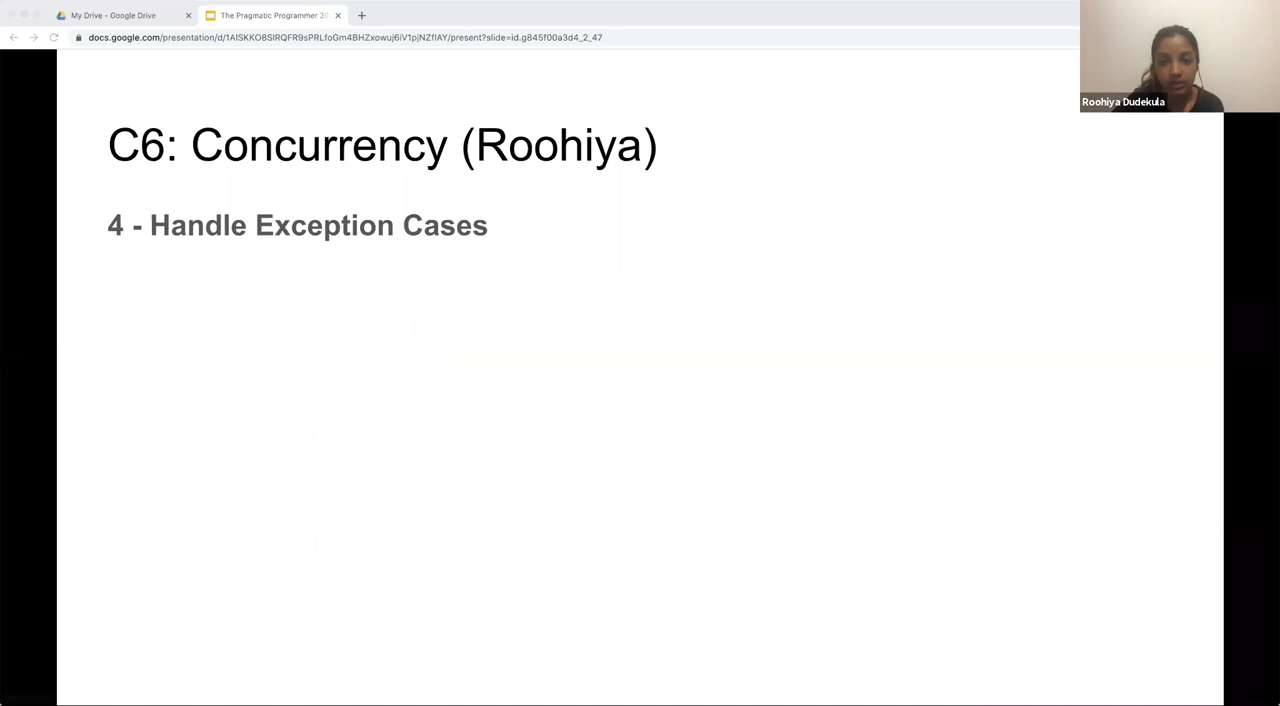 My Drive - Google Drive
The Pragmatic Programmer 20
docs.google.com/presentation/d/1AlSKKO8SlRQFR9sPRLfoGm4BHZxowuj6iV1pjNZflAY/present?slide=id.g845f00a3d4_2_47
Roohiya Dudekula
C6: Concurrency (Roohiya)
4 - Handle Exception Cases